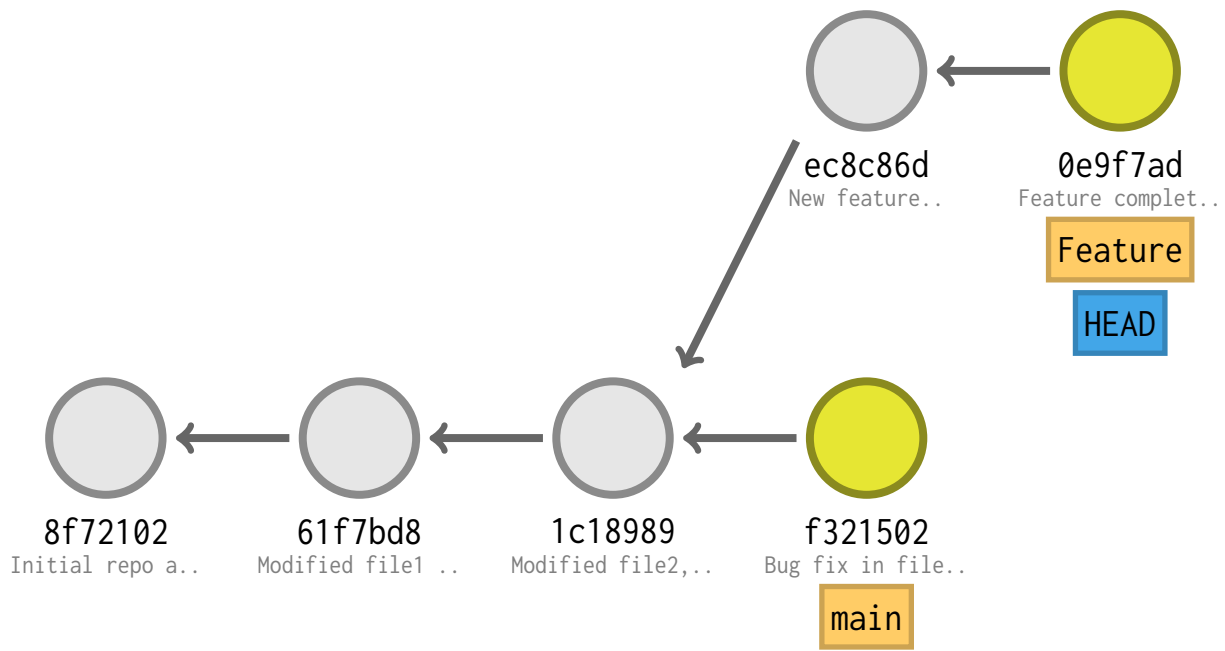 ec8c86d
New feature..
0e9f7ad
Feature complet..
Feature
HEAD
8f72102
Initial repo a..
61f7bd8
Modified file1 ..
1c18989
Modified file2,..
f321502
Bug fix in file..
main